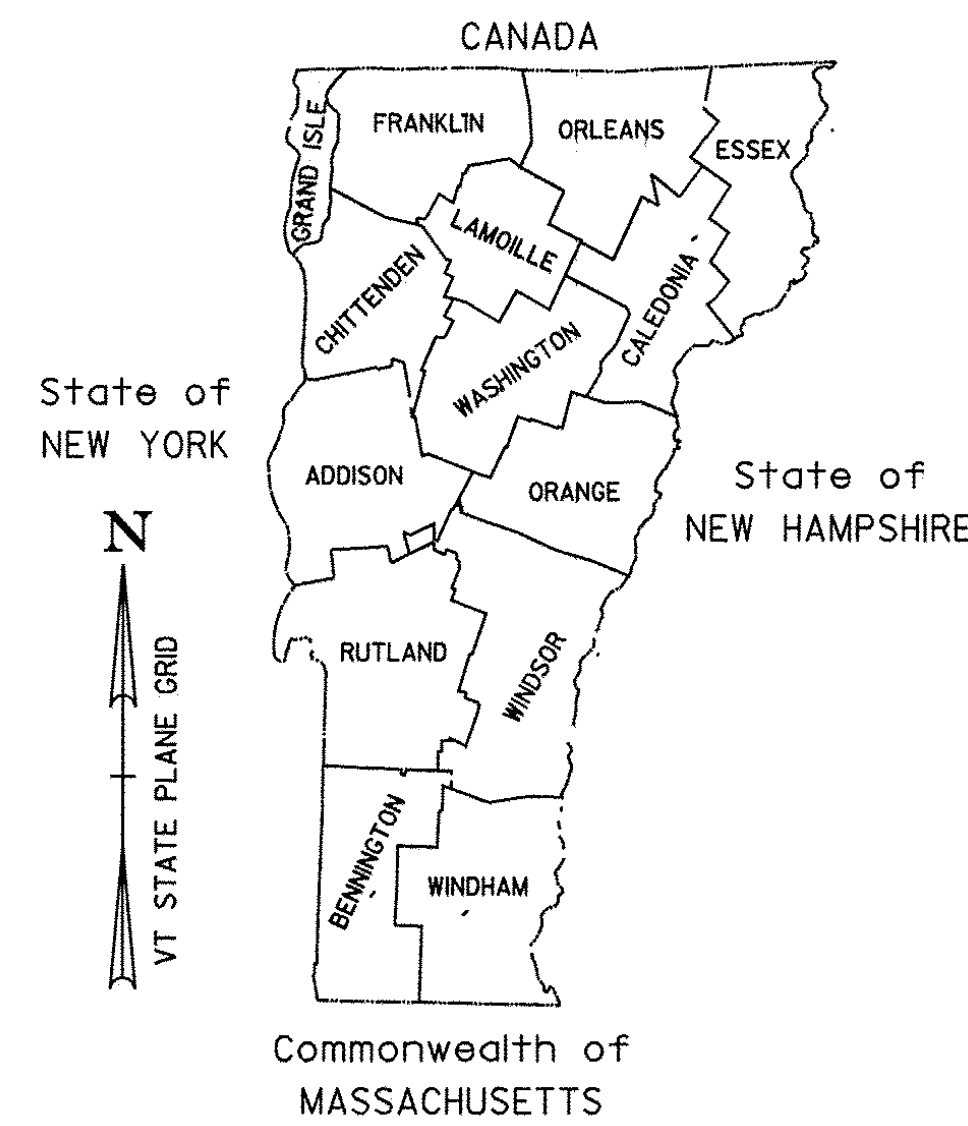 CANADA
GRAND ISLE
FRANKLIN
ORLEANS
ESSEX
LAMOILLE
CHITTENDEN
CALEDONIA
WASHINGTON
State of
NEW YORK
ADDISON
ORANGE
State of
NEW HAMPSHIRE
N
VT STATE PLANE GRID
RUTLAND
WINDSOR
BENNINGTON
WINDHAM
Commonwealth of
MASSACHUSETTS